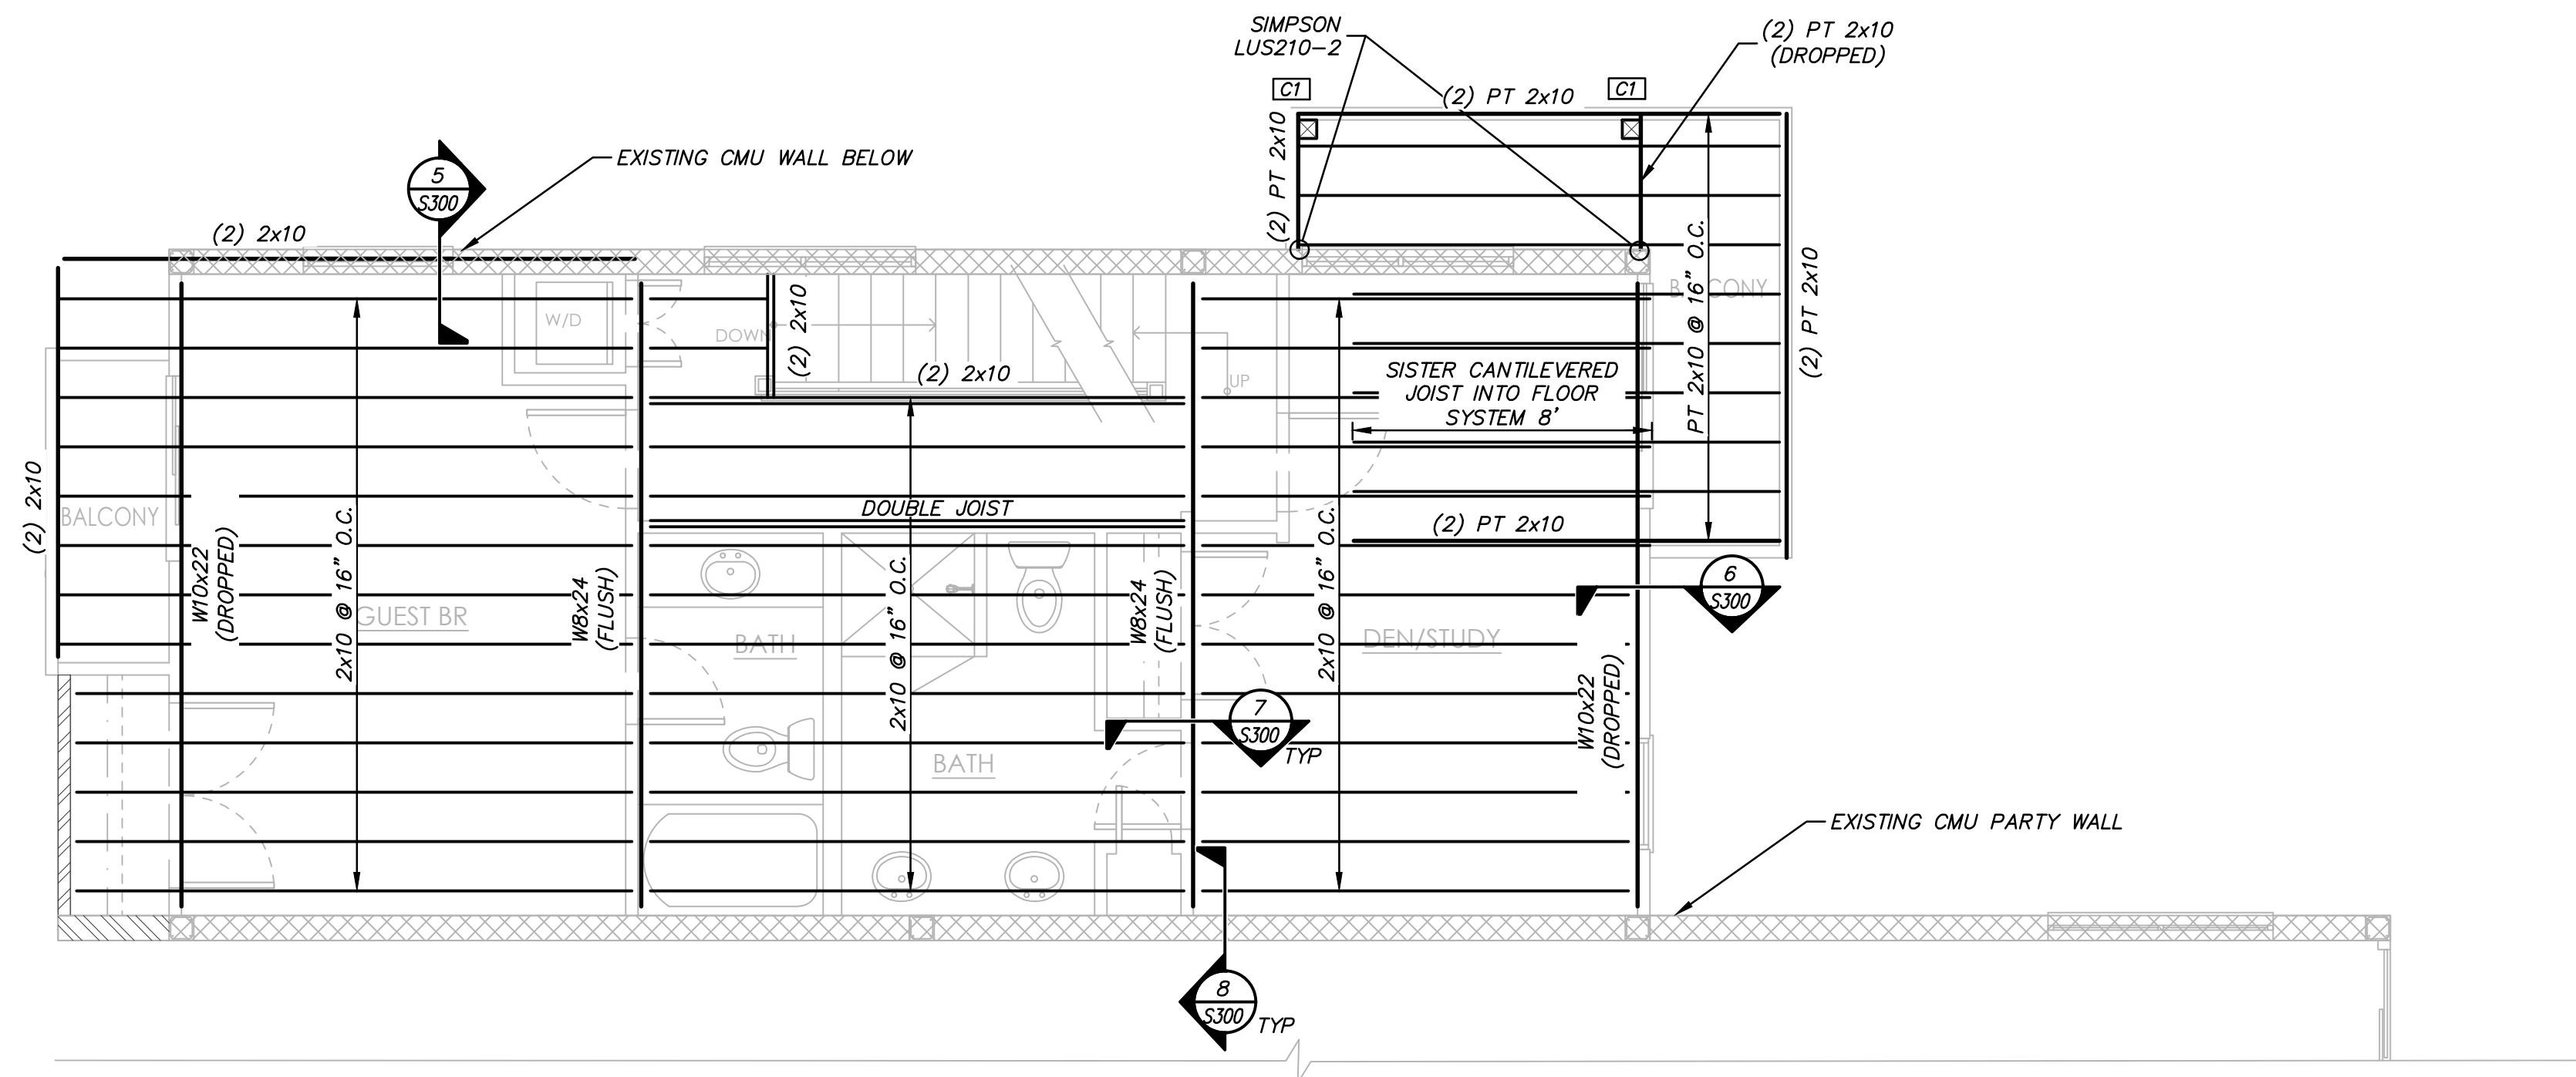 SIMPSON
LUS210-2
(2) PT 2x10
(DROPPED)
C1
C1
(2) PT 2x10
(2) PT 2x10
EXISTING CMU WALL BELOW
5
S300
(2) 2x10
W/D
DOWN
(2) 2x10
(2) 2x10
UP
SISTER CANTILEVERED
JOIST INTO FLOOR
SYSTEM 8'
BALCONY
PT 2x10 @ 16" O.C.
(2) PT 2x10
(2) 2x10
BALCONY
W10x22
(DROPPED)
2x10 @ 16" O.C.
GUEST BR
W8x24
(FLUSH)
DOUBLE JOIST
BATH
2x10 @ 16" O.C.
W8x24
(FLUSH)
2x10 @ 16" O.C.
(2) PT 2x10
DEN/STUDY
6
S300
W10x22
(DROPPED)
7
S300
TYP
BATH
EXISTING CMU PARTY WALL
8
S300
TYP